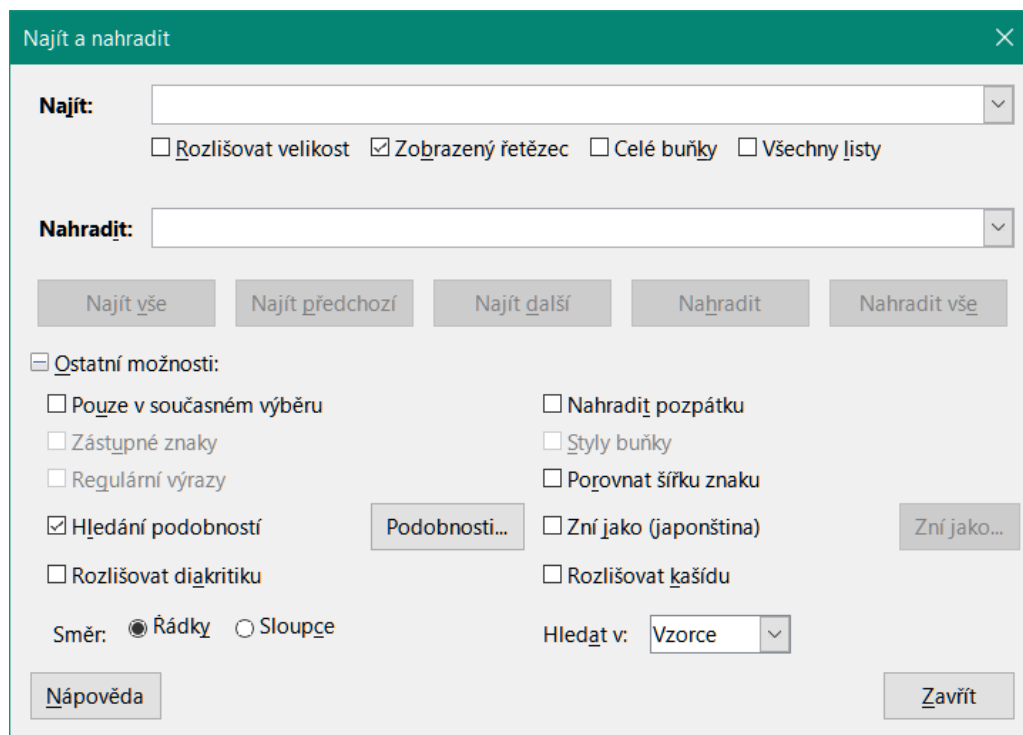 Najít a nahradit
Najít:
Rozlišovat velikost Zobrazený řetězec Celé buňky Všechny listy
Nahradit:
Najít vše Najít předchozí Najít další Nahradit Nahradit vše
Ostatní možnosti:
Pouze v současném výběru Nahradit pozpátku
Zástupné znaky Styly buňky
Regulární výrazy Porovnat šířku znaku
Hledání podobností Podobnosti... Zní jako (japonština) Zní jako...
Rozlišovat diakritiku Rozlišovat kašídu
Směr: Řádky Sloupce Hledat v: Vzorce
Nápověda Zavřít